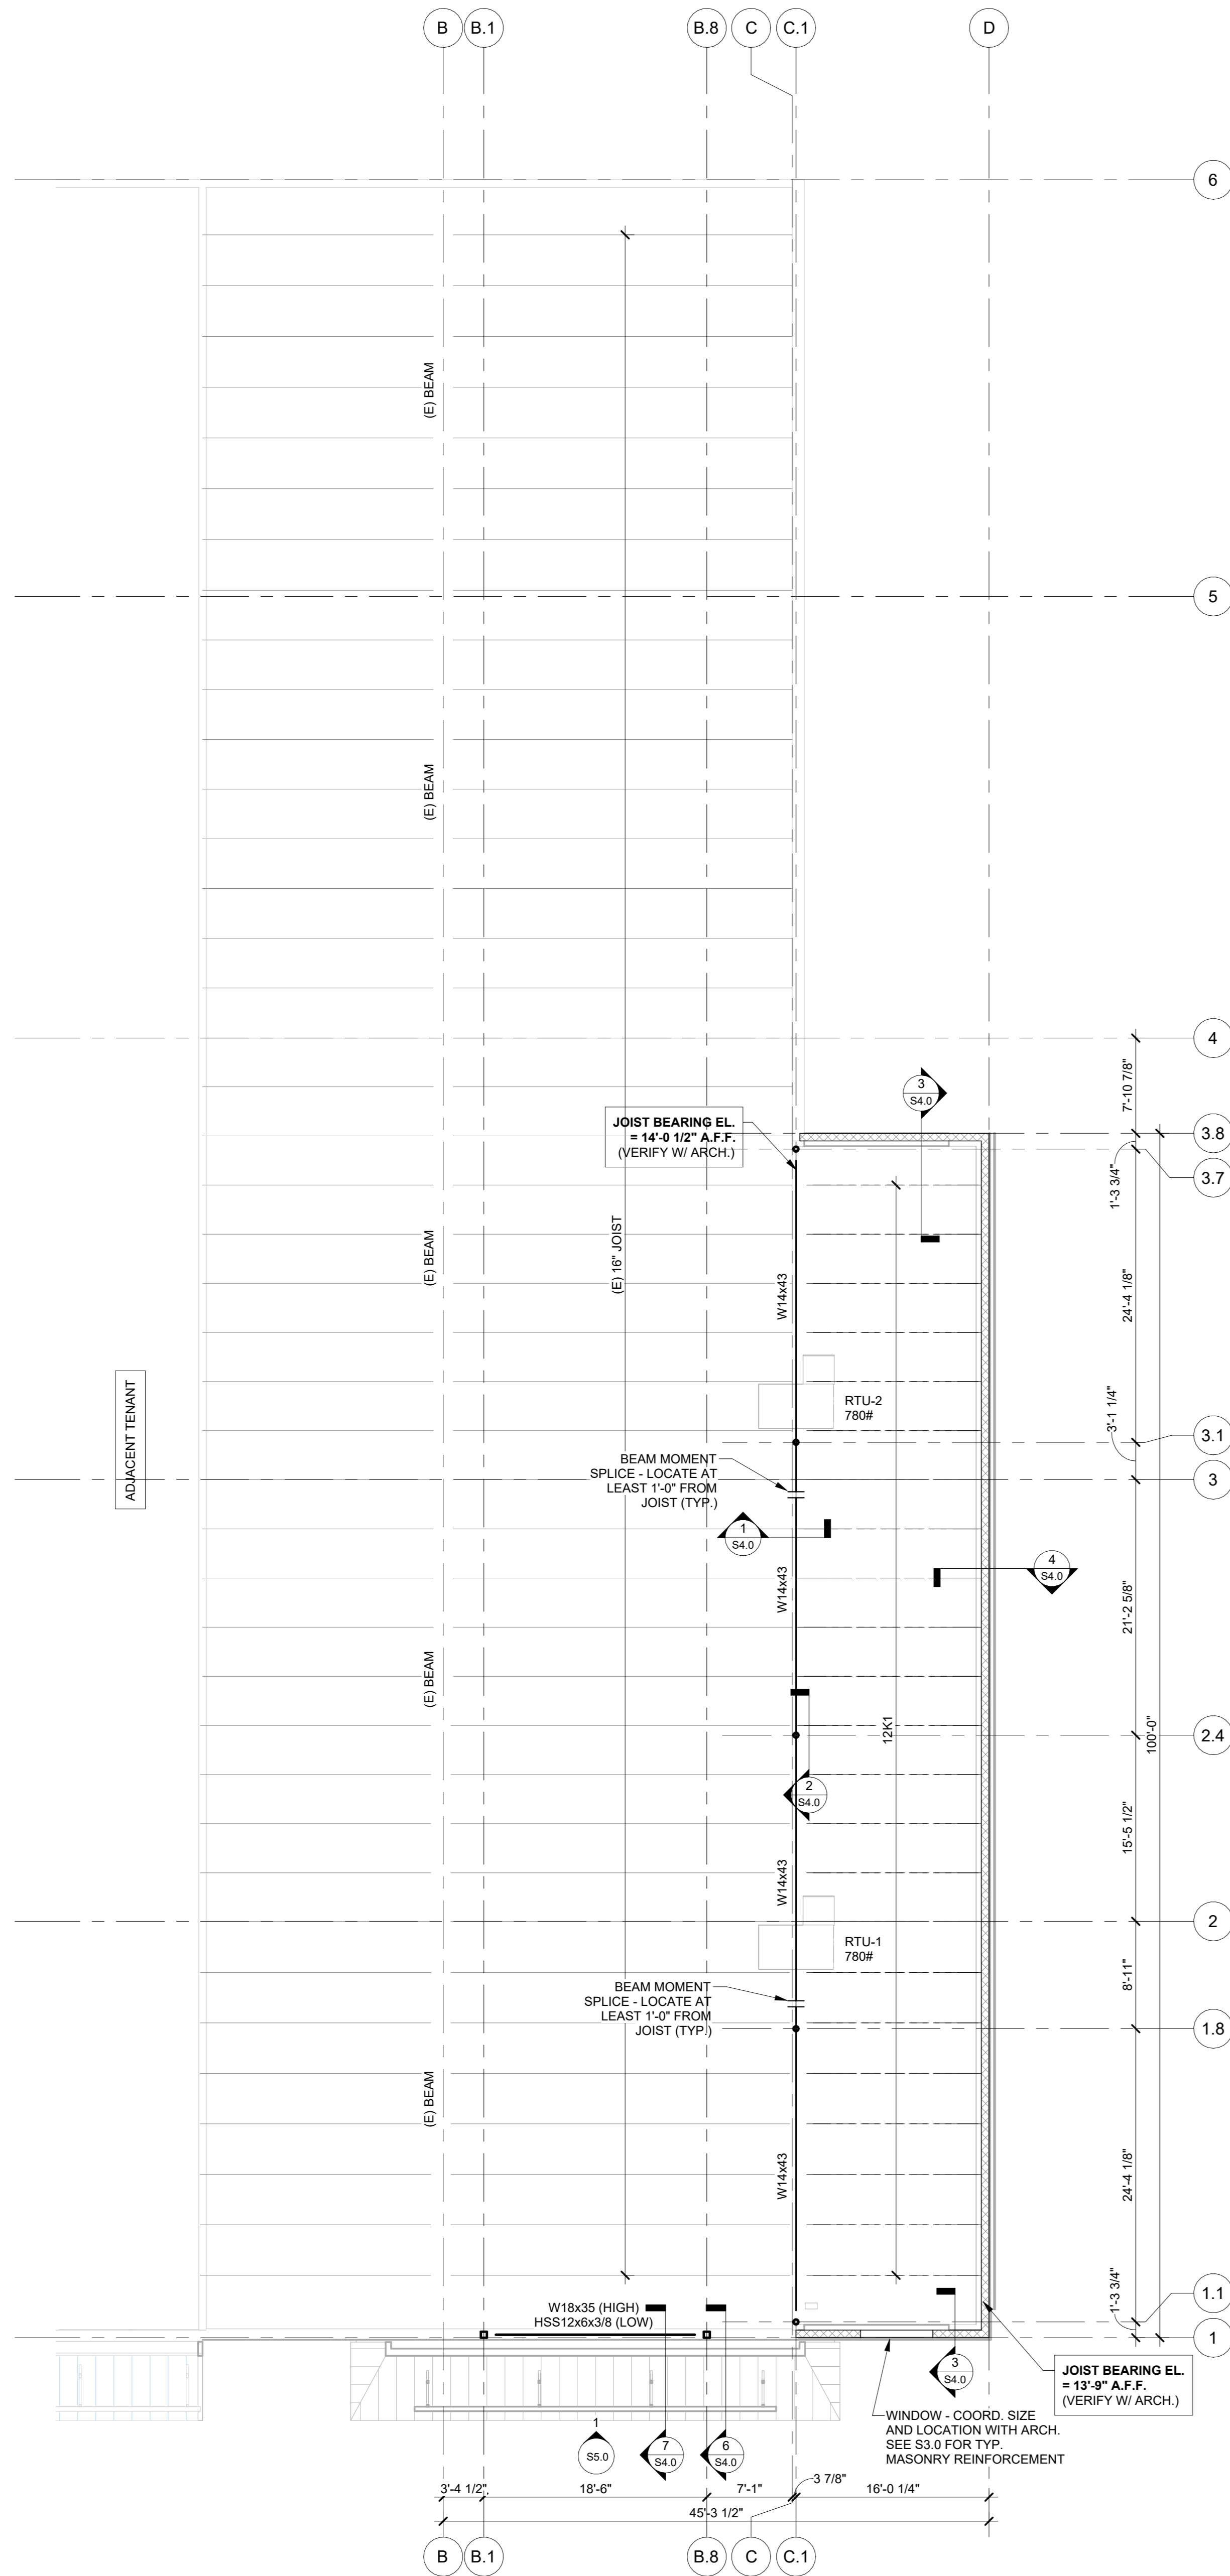 B
B.1
B.8
C
C.1
D
6
(E) BEAM
5
(E) BEAM
4
7'-10 7/8"
3
S4.0
JOIST BEARING EL.
= 14'-0 1/2" A.F.F.
(VERIFY W/ ARCH.)
3.8
3.7
1'-3 3/4"
(E) BEAM
(E) 16" JOIST
W14x43
24'-4 1/8"
ADJACENT TENANT
RTU-2
780#
3'-1 1/4"
3.1
BEAM MOMENT
SPLICE - LOCATE AT
LEAST 1'-0" FROM
JOIST (TYP.)
3
1
S4.0
4
S4.0
W14x43
21'-2 5/8"
(E) BEAM
12K1
100'-0"
2.4
2
S4.0
15'-5 1/2"
W14x43
2
RTU-1
780#
8'-11"
BEAM MOMENT
SPLICE - LOCATE AT
LEAST 1'-0" FROM
JOIST (TYP.)
1.8
(E) BEAM
W14x43
24'-4 1/8"
1'-3 3/4"
1.1
W18x35 (HIGH)
HSS12x6x3/8 (LOW)
1
3
S4.0
JOIST BEARING EL.
= 13'-9" A.F.F.
(VERIFY W/ ARCH.)
WINDOW - COORD. SIZE
AND LOCATION WITH ARCH.
SEE S3.0 FOR TYP.
MASONRY REINFORCEMENT
1
S5.0
7
S4.0
6
S4.0
3'-4 1/2"
18'-6"
7'-1"
3 7/8"
16'-0 1/4"
45'-3 1/2"
B
B.1
B.8
C
C.1